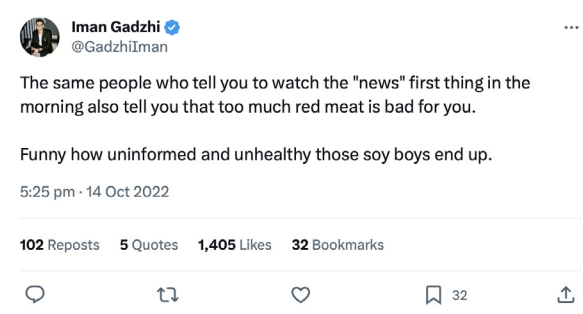 Iman Gadzhi
@GadzhiIman
The same people who tell you to watch the "news" first thing in the
morning also tell you that too much red meat is bad for you.
Funny how uninformed and unhealthy those soy boys end up.
5:25 pm · 14 Oct 2022
102 Reposts 5 Quotes 1,405 Likes 32 Bookmarks
32